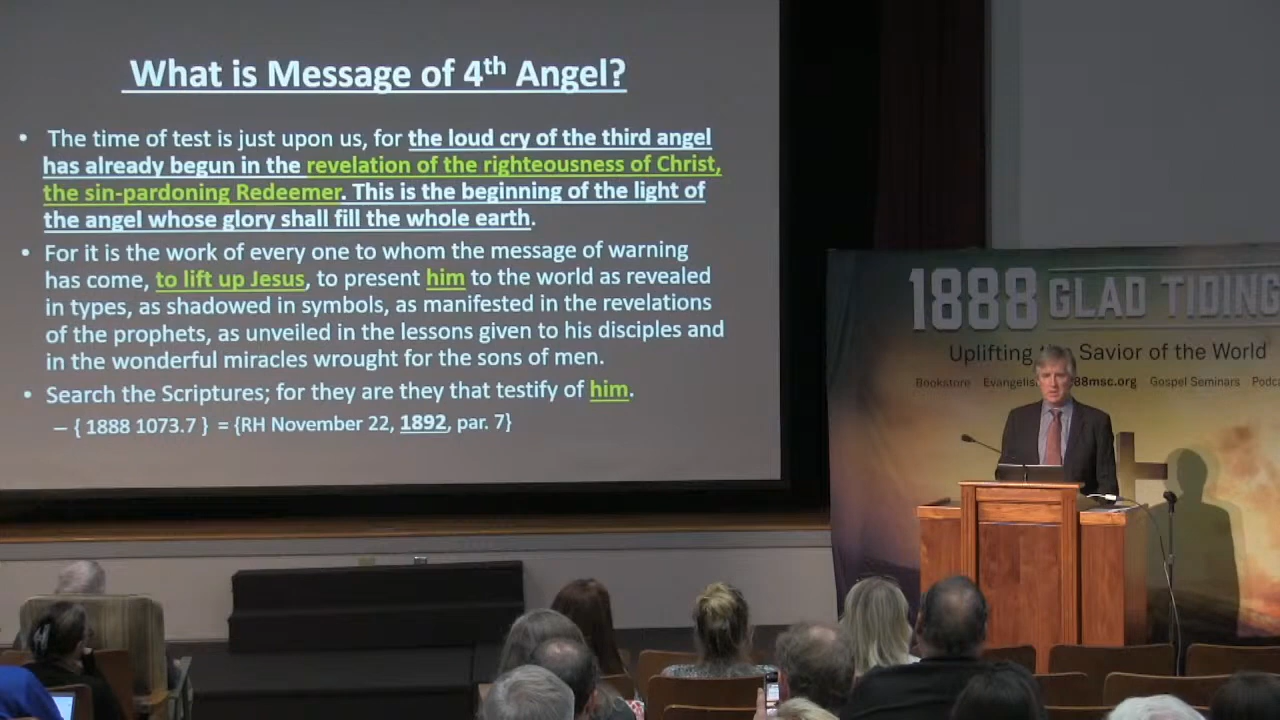 What is Message of 4th Angel?
• The time of test is just upon us, for the loud cry of the third angel
has already begun in the revelation of the righteousness of Christ,
the sin-pardoning Redeemer. This is the beginning of the light of
the angel whose glory shall fill the whole earth.
• For it is the work of every one to whom the message of warning
has come, to lift up Jesus, to present him to the world as revealed
in types, as shadowed in symbols, as manifested in the revelations
of the prophets, as unveiled in the lessons given to his disciples and
in the wonderful miracles wrought for the sons of men.
• Search the Scriptures; for they are they that testify of him.
– { 1888 1073.7 } = {RH November 22, 1892, par. 7}
1888 GLAD TIDING
Uplifting Savior of the World
Bookstore 88msc.org Gospel Seminars